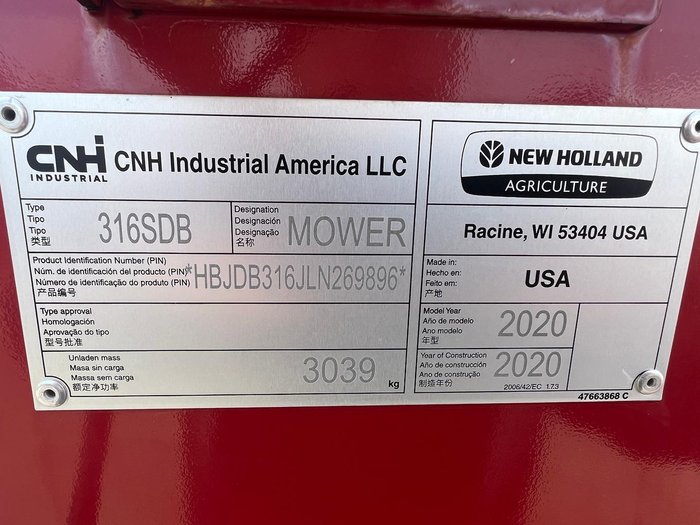 CNH
INDUSTRIAL
CNH Industrial America LLC
Type
Tipo
Tipo
类型
316SDB
Designation
Designación
Designação
名称
MOWER
Product Identification Number (PIN)
Núm. de identificación del producto (PIN)
Número de identificação do produto (PIN)
产品编号
*HBJDB316JLN269896*
Type approval
Homologación
Aprovação do tipo
型号批准
Unladen mass
Masa sin carga
Massa sem carga
额定净功率
3039
kg
NEW HOLLAND
AGRICULTURE
Racine, WI 53404 USA
Made in:
Hecho en:
Feito em:
产地
USA
Model Year
Año de modelo
Ano modelo
年型
2020
Year of Construction
Año de construcción
Ano de construção
制造年份
2020
2006/42/EC 1.7.3
47663868 C